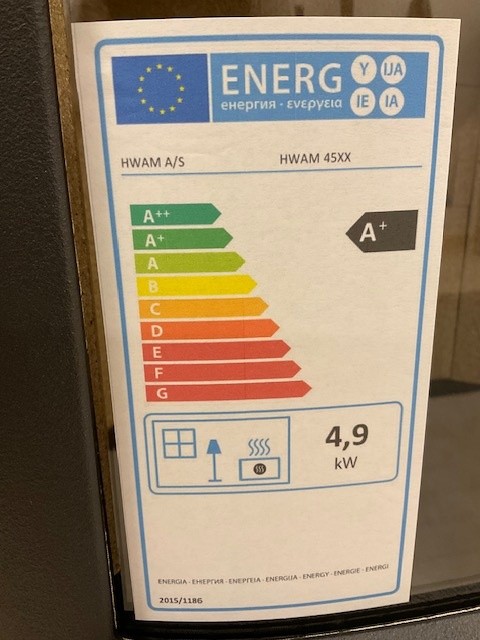 ENERG Y IJA
енергия · ενεργεια IE IA
HWAM A/S HWAM 45XX
A++
A+
A+
A
B
C
D
E
F
G
4,9
kW
ENERGIA · ЕНЕРГИЯ · ΕΝΕΡΓΕΙΑ · ENERGIJA · ENERGY · ENERGIE · ENERGI
2015/1186